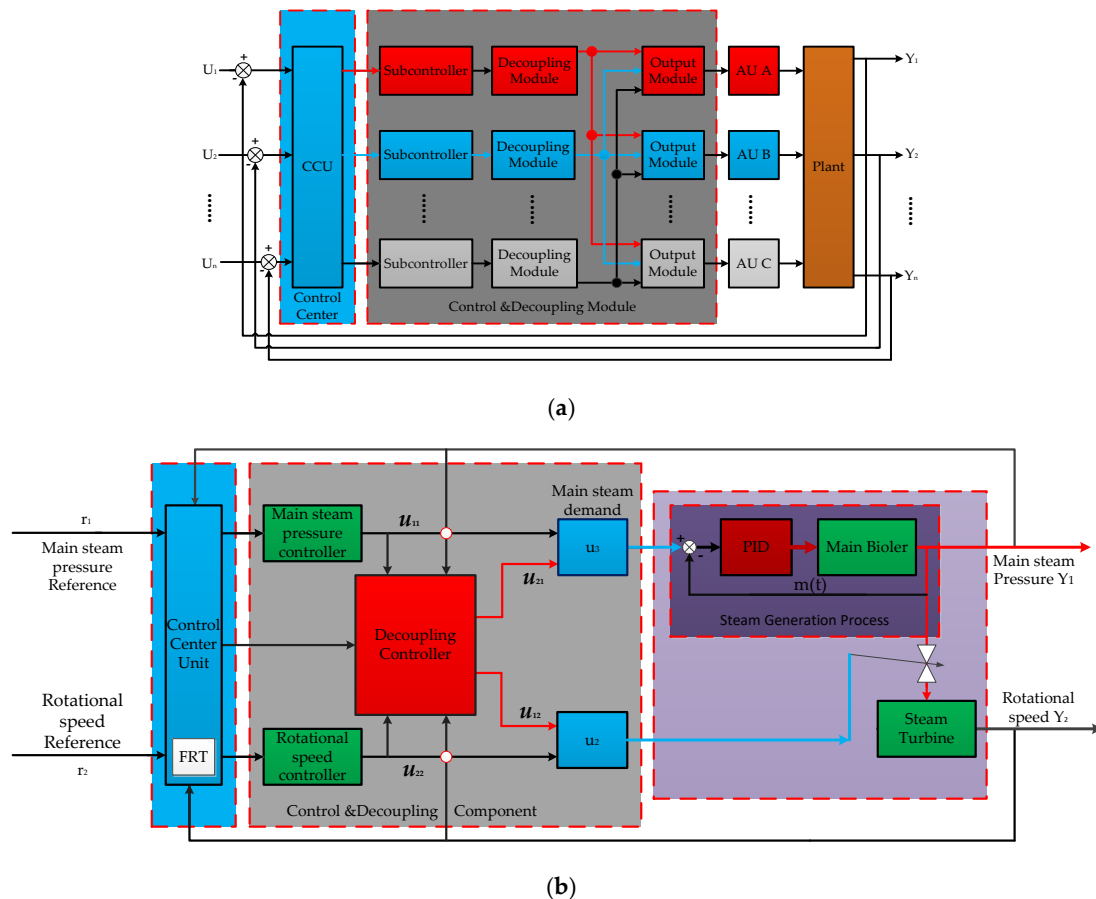 U₁
+
-
U₂
+
-
Uₙ
+
-
CCU
Control
Center
Subcontroller
Decoupling
Module
Output
Module
AU A
Subcontroller
Decoupling
Module
Output
Module
AU B
Subcontroller
Decoupling
Module
Output
Module
AU C
Control &Decoupling Module
Plant
Y₁
Y₂
Yₙ
(a)
r₁
Main steam
pressure
Reference
Rotational
speed
Reference
r₂
Control
Center
Unit
FRT
Main steam
pressure
controller
u₁₁
Decoupling
Controller
u₂₁
u₁₂
Rotational
speed
controller
u₂₂
Main steam
demand
u₃
u₂
Control &Decoupling Component
+
-
PID
Main Bioler
m(t)
Steam Generation Process
Steam
Turbine
Main steam
Pressure Y₁
Rotational
speed Y₂
(b)